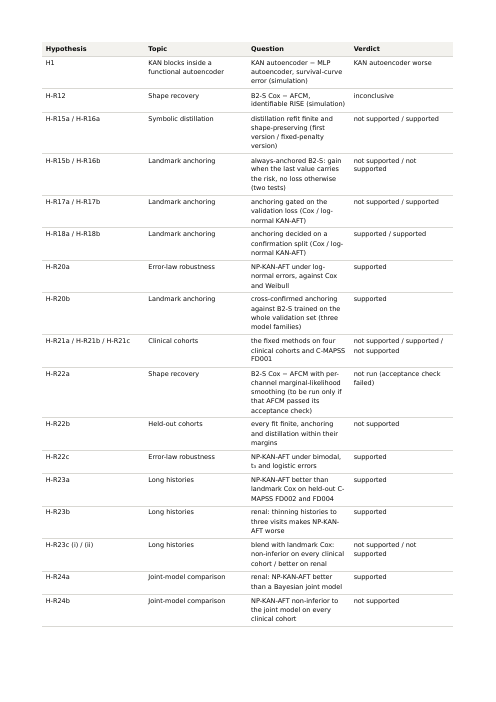 Hypothesis Topic Question Verdict
H1 KAN blocks inside a KAN autoencoder − MLP KAN autoencoder worse
functional autoencoder autoencoder, survival-curve
error (simulation)
H-R12 Shape recovery B2-S Cox − AFCM, inconclusive
identifiable RISE (simulation)
H-R15a / H-R16a Symbolic distillation distillation refit finite and not supported / supported
shape-preserving (first
version / fixed-penalty
version)
H-R15b / H-R16b Landmark anchoring always-anchored B2-S: gain not supported / not
when the last value carries supported
the risk, no loss otherwise
(two tests)
H-R17a / H-R17b Landmark anchoring anchoring gated on the not supported / supported
validation loss (Cox / log-
normal KAN-AFT)
H-R18a / H-R18b Landmark anchoring anchoring decided on a supported / supported
confirmation split (Cox / log-
normal KAN-AFT)
H-R20a Error-law robustness NP-KAN-AFT under log- supported
normal errors, against Cox
and Weibull
H-R20b Landmark anchoring cross-confirmed anchoring supported
against B2-S trained on the
whole validation set (three
model families)
H-R21a / H-R21b / H-R21c Clinical cohorts the fixed methods on four not supported / supported /
clinical cohorts and C-MAPSS not supported
FD001
H-R22a Shape recovery B2-S Cox − AFCM with per- not run (acceptance check
channel marginal-likelihood failed)
smoothing (to be run only if
that AFCM passed its
acceptance check)
H-R22b Held-out cohorts every fit finite, anchoring not supported
and distillation within their
margins
H-R22c Error-law robustness NP-KAN-AFT under bimodal, supported
t₃ and logistic errors
H-R23a Long histories NP-KAN-AFT better than supported
landmark Cox on held-out C-
MAPSS FD002 and FD004
H-R23b Long histories renal: thinning histories to supported
three visits makes NP-KAN-
AFT worse
H-R23c (i) / (ii) Long histories blend with landmark Cox: not supported / not
non-inferior on every clinical supported
cohort / better on renal
H-R24a Joint-model comparison renal: NP-KAN-AFT better supported
than a Bayesian joint model
H-R24b Joint-model comparison NP-KAN-AFT non-inferior to not supported
the joint model on every
clinical cohort